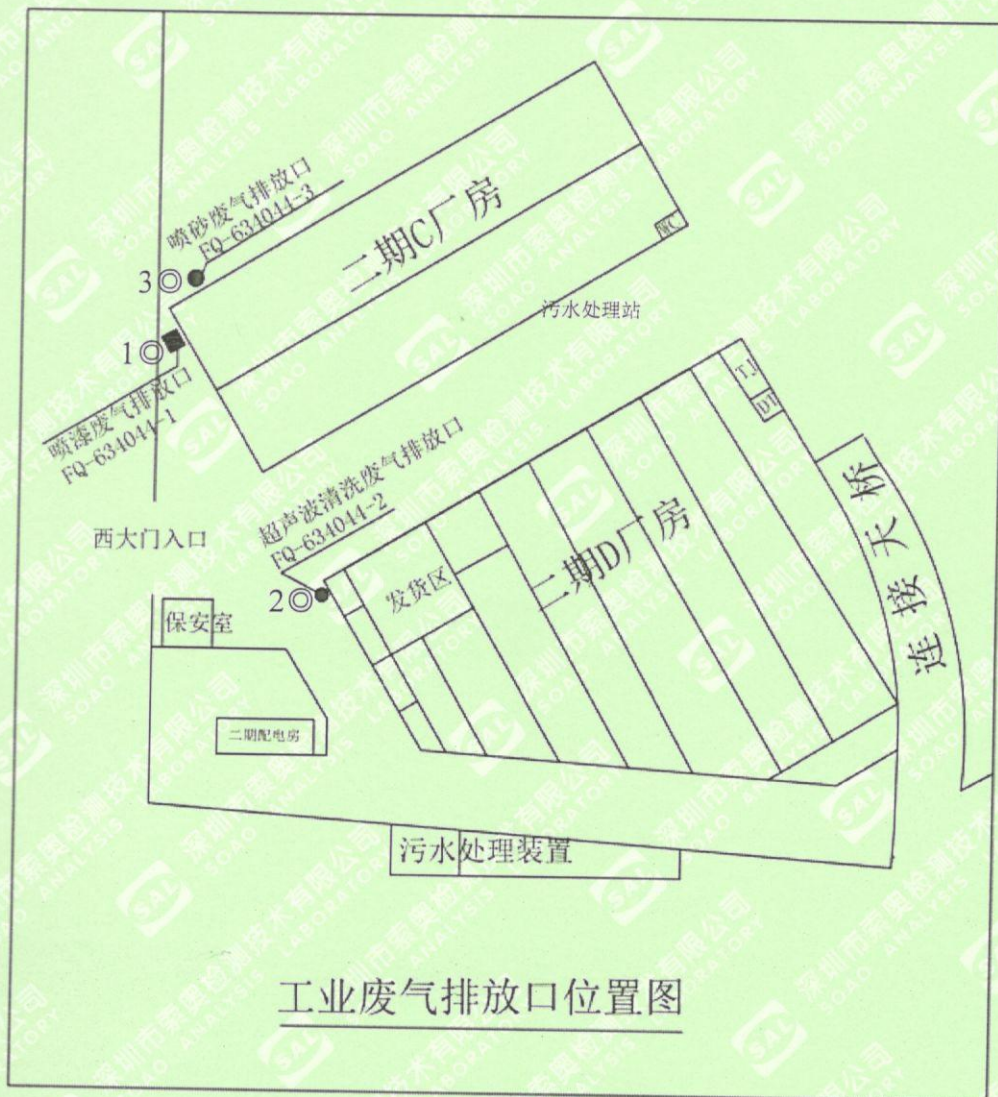 喷砂废气排放口
FQ-634044-3
3
二期C厂房
1
喷漆废气排放口
FQ-634044-1
污水处理站
TJ
DT
超声波清洗废气排放口
FQ-634044-2
西大门入口
2
发货区
二期D厂房
连接天桥
保安室
二期配电房
污水处理装置
工业废气排放口位置图
SAL
深圳市索奥检测技术有限公司
SOAO ANALYSIS LABORATORY